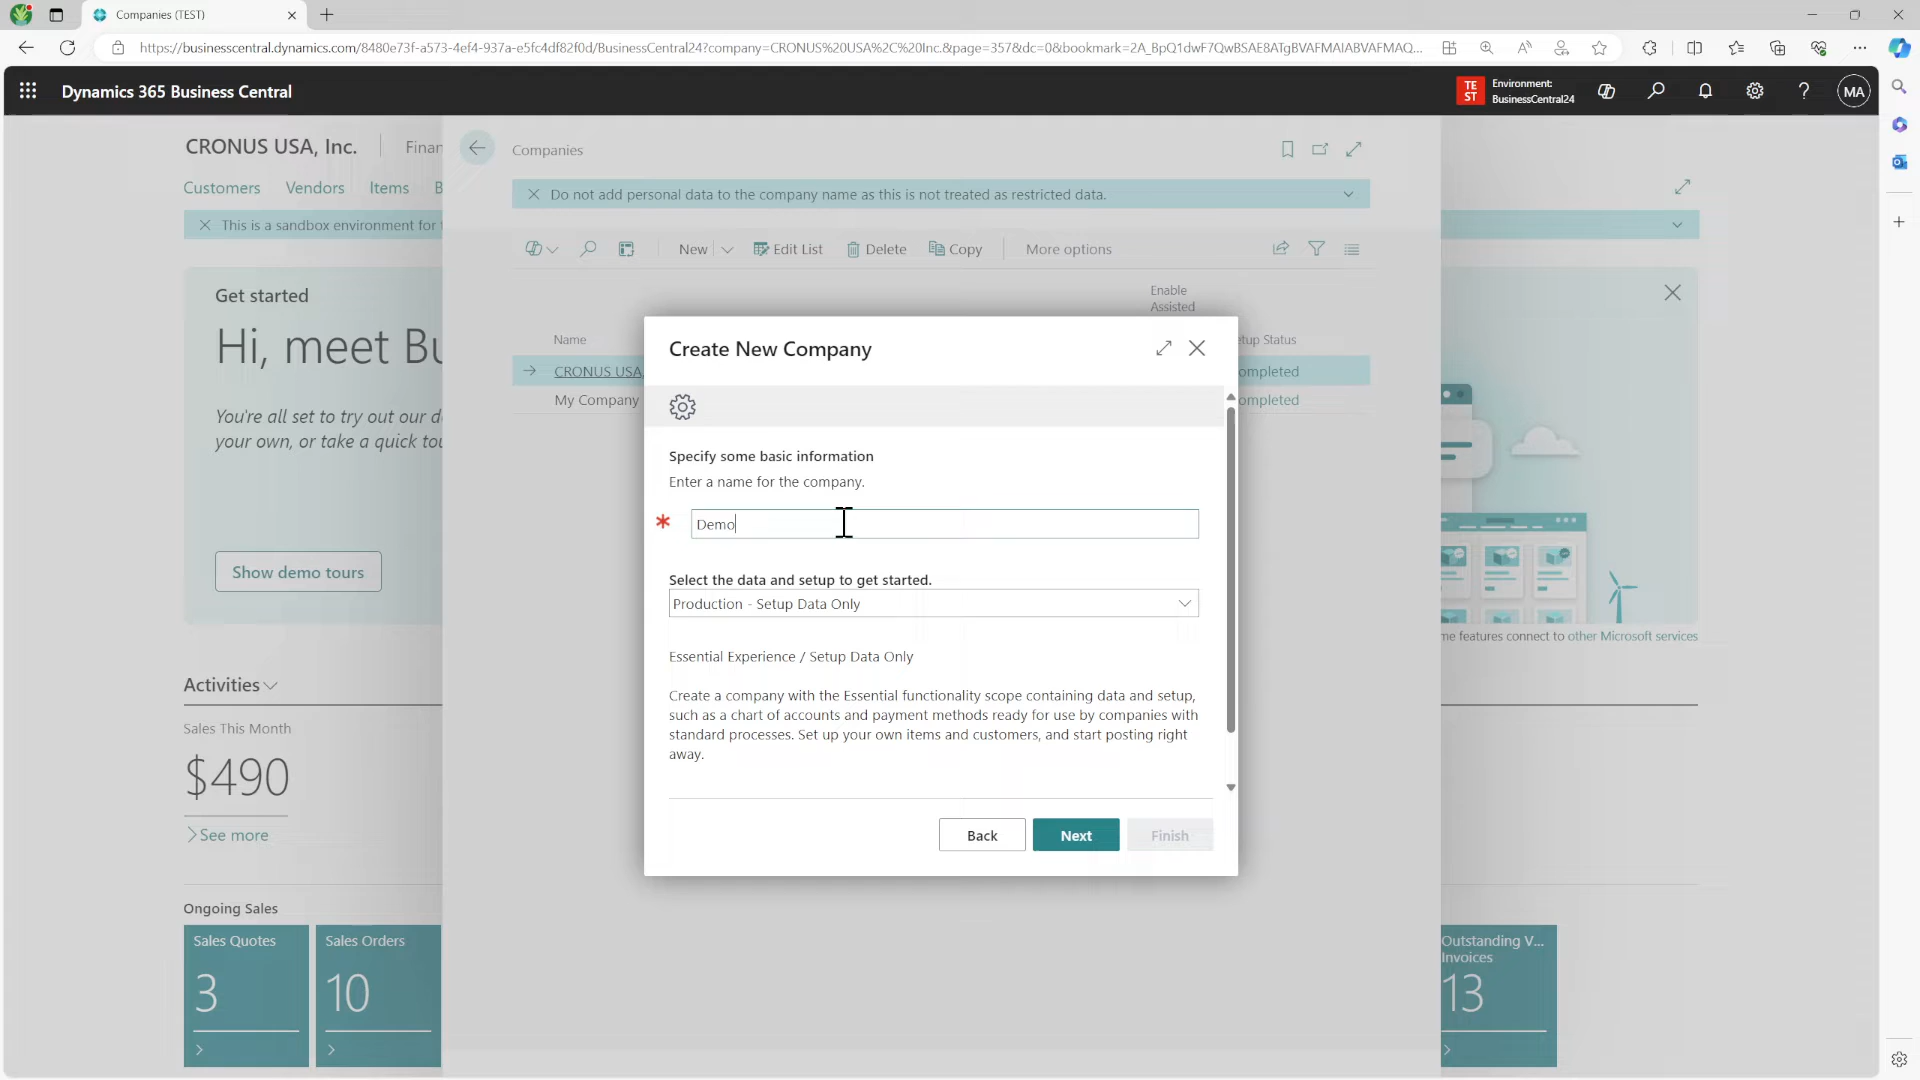 Companies (TEST)
https://businesscentral.dynamics.com/8480e73f-a573-4ef4-937a-e5fc4df82f0d/BusinessCentral24?company=CRONUS%20USA%2C%20Inc.&page=357&dc=0&bookmark=2A_BpQ1dwF7QwBSAE8ATgBVAFMAIABVAFMAQ...
Dynamics 365 Business Central
TE
ST
Environment:
BusinessCentral24
MA
CRONUS USA, Inc.
Finan
Customers Vendors Items B
This is a sandbox environment for t
Get started
Hi, meet Bu
You're all set to try out our d
your own, or take a quick tou
Show demo tours
Activities
Sales This Month
$490
See more
Ongoing Sales
Sales Quotes
3
Sales Orders
10
Companies
Do not add personal data to the company name as this is not treated as restricted data.
New Edit List Delete Copy More options
Enable
Assisted
Name
etup Status
CRONUS USA,
ompleted
My Company
ompleted
Create New Company
Specify some basic information
Enter a name for the company.
* Demo
Select the data and setup to get started.
Production - Setup Data Only
Essential Experience / Setup Data Only
Create a company with the Essential functionality scope containing data and setup,
such as a chart of accounts and payment methods ready for use by companies with
standard processes. Set up your own items and customers, and start posting right
away.
Back Next Finish
me features connect to other Microsoft services
Outstanding V...
Invoices
13